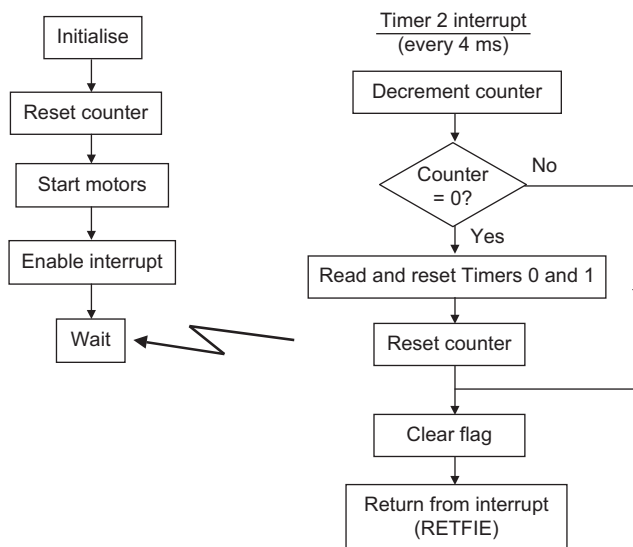 Initialise
Reset counter
Start motors
Enable interrupt
Wait
Timer 2 interrupt
(every 4 ms)
Decrement counter
Counter
= 0?
No
Yes
Read and reset Timers 0 and 1
Reset counter
Clear flag
Return from interrupt
(RETFIE)